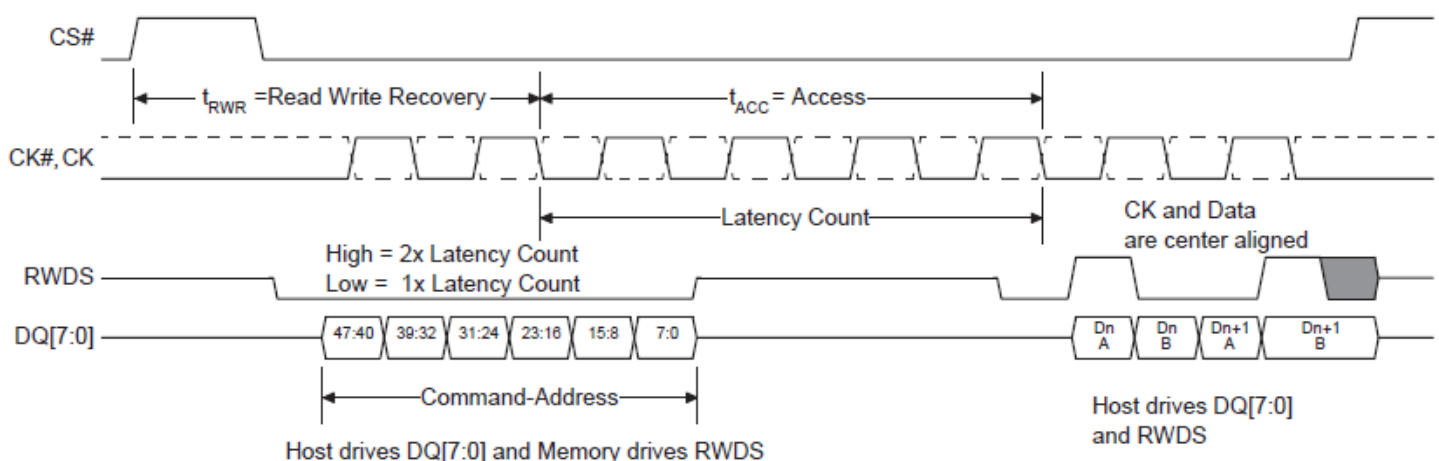 CS#
tRWR =Read Write Recovery
tACC = Access
CK#, CK
Latency Count
CK and Data
are center aligned
High = 2x Latency Count
Low = 1x Latency Count
RWDS
DQ[7:0]
47:40 39:32 31:24 23:16 15:8 7:0
Dn
A
Dn
B
Dn+1
A
Dn+1
B
Command-Address
Host drives DQ[7:0]
and RWDS
Host drives DQ[7:0] and Memory drives RWDS